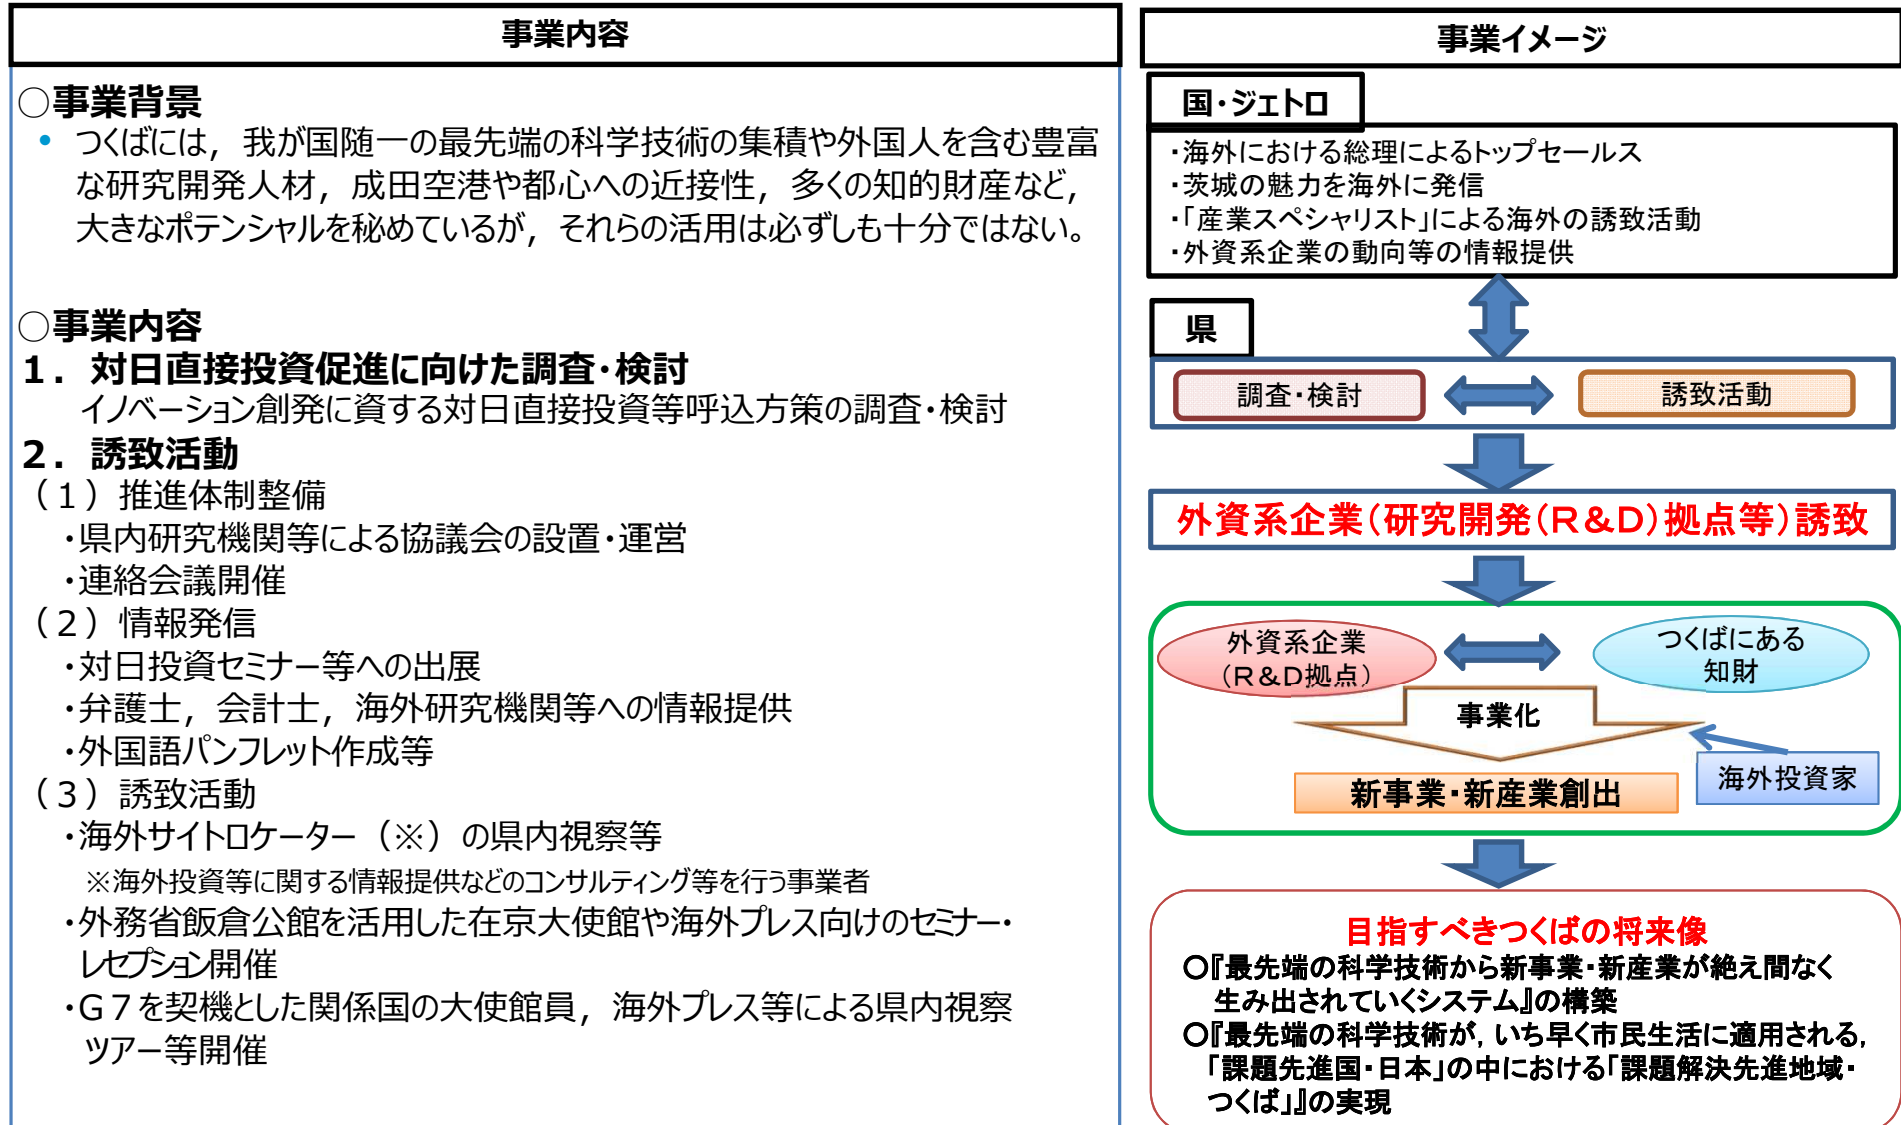 事業内容
○事業背景
• つくばには，我が国随一の最先端の科学技術の集積や外国人を含む豊富
な研究開発人材，成田空港や都心への近接性，多くの知的財産など，
大きなポテンシャルを秘めているが，それらの活用は必ずしも十分ではない。
○事業内容
１．対日直接投資促進に向けた調査・検討
イノベーション創発に資する対日直接投資等呼込方策の調査・検討
２．誘致活動
（１）推進体制整備
・県内研究機関等による協議会の設置・運営
・連絡会議開催
（２）情報発信
・対日投資セミナー等への出展
・弁護士，会計士，海外研究機関等への情報提供
・外国語パンフレット作成等
（３）誘致活動
・海外サイトロケーター（※）の県内視察等
※海外投資等に関する情報提供などのコンサルティング等を行う事業者
・外務省飯倉公館を活用した在京大使館や海外プレス向けのセミナー・
レセプション開催
・G７を契機とした関係国の大使館員，海外プレス等による県内視察
ツアー等開催
事業イメージ
国・ジェトロ
・海外における総理によるトップセールス
・茨城の魅力を海外に発信
・「産業スペシャリスト」による海外の誘致活動
・外資系企業の動向等の情報提供
県
調査・検討
誘致活動
外資系企業（研究開発（Ｒ＆Ｄ）拠点等）誘致
外資系企業
（Ｒ＆Ｄ拠点）
つくばにある
知財
事業化
海外投資家
新事業・新産業創出
目指すべきつくばの将来像
○『最先端の科学技術から新事業・新産業が絶え間なく
生み出されていくシステム』の構築
○『最先端の科学技術が，いち早く市民生活に適用される，
「課題先進国・日本」の中における「課題解決先進地域・
つくば」』の実現